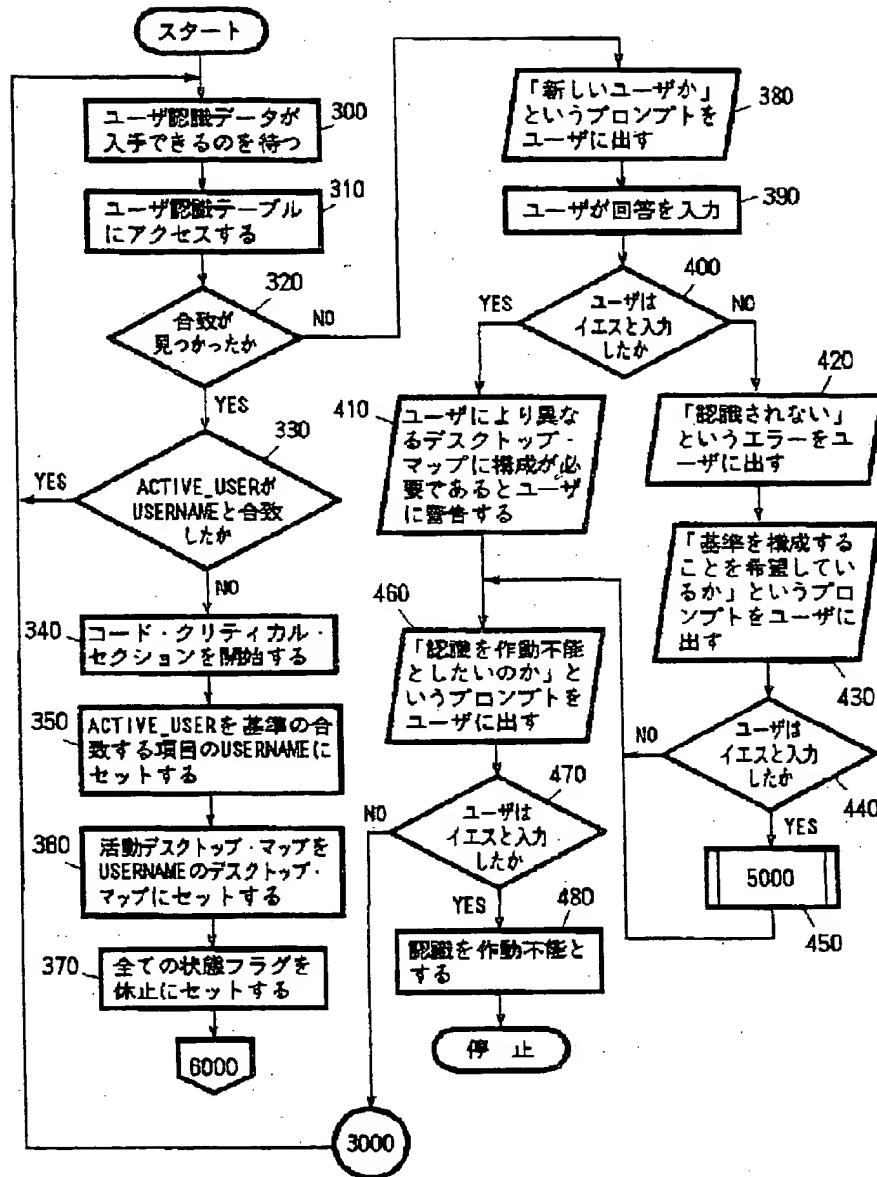 スタート
ユーザ認識データが
入手できるのを待つ
300
ユーザ認識テーブル
にアクセスする
310
合致が
見つかったか
320
NO
YES
ACTIVE_USERが
USERNAMEと合致
したか
330
YES
NO
コード・クリティカル・
セクションを開始する
340
ACTIVE_USERを基準の合
致する項目のUSERNAMEに
セットする
350
活動デスクトップ・マップを
USERNAMEのデスクトップ・
マップにセットする
380
全ての状態フラグを
休止にセットする
370
6000
「新しいユーザか」
というプロンプトを
ユーザに出す
380
ユーザが回答を入力
390
ユーザは
イエスと入力
したか
400
YES
NO
ユーザにより異な
るデスクトップ・
マップに構成が必
要であるとユーザ
に警告する
410
「認識されない」
というエラーをユ
ーザに出す
420
「基準を構成する
ことを希望してい
るか」というプロ
ンプトをユーザに
出す
430
ユーザは
イエスと入力
したか
440
NO
YES
5000
450
「認識を作動不能
としたいのか」と
いうプロンプトを
ユーザに出す
460
ユーザは
イエスと入力
したか
470
NO
YES
認識を作動不能と
する
480
停 止
3000